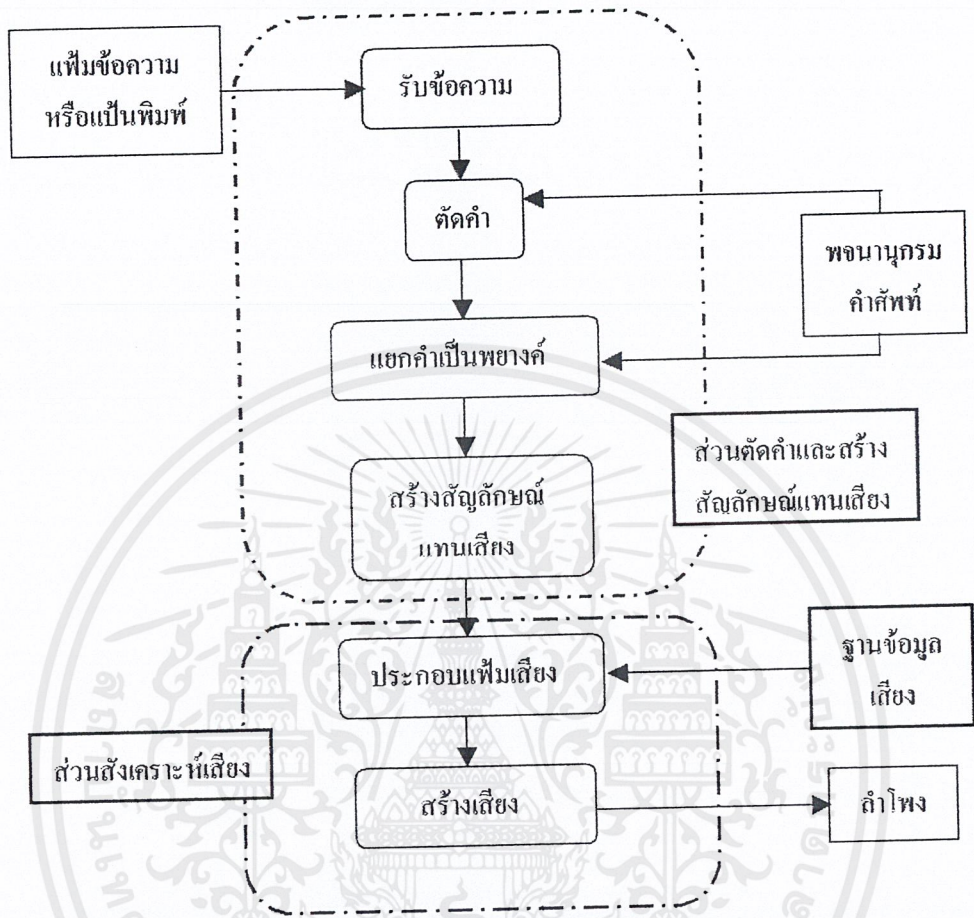 แฟ้มข้อความ
หรือแป้นพิมพ์
รับข้อความ
ตัดคำ
พจนานุกรม
คำศัพท์
แยกคำเป็นพยางค์
ส่วนตัดคำและสร้าง
สัญลักษณ์แทนเสียง
สร้างสัญลักษณ์
แทนเสียง
ประกอบแฟ้มเสียง
ฐานข้อมูล
เสียง
ส่วนสังเคราะห์เสียง
สร้างเสียง
ลำโพง